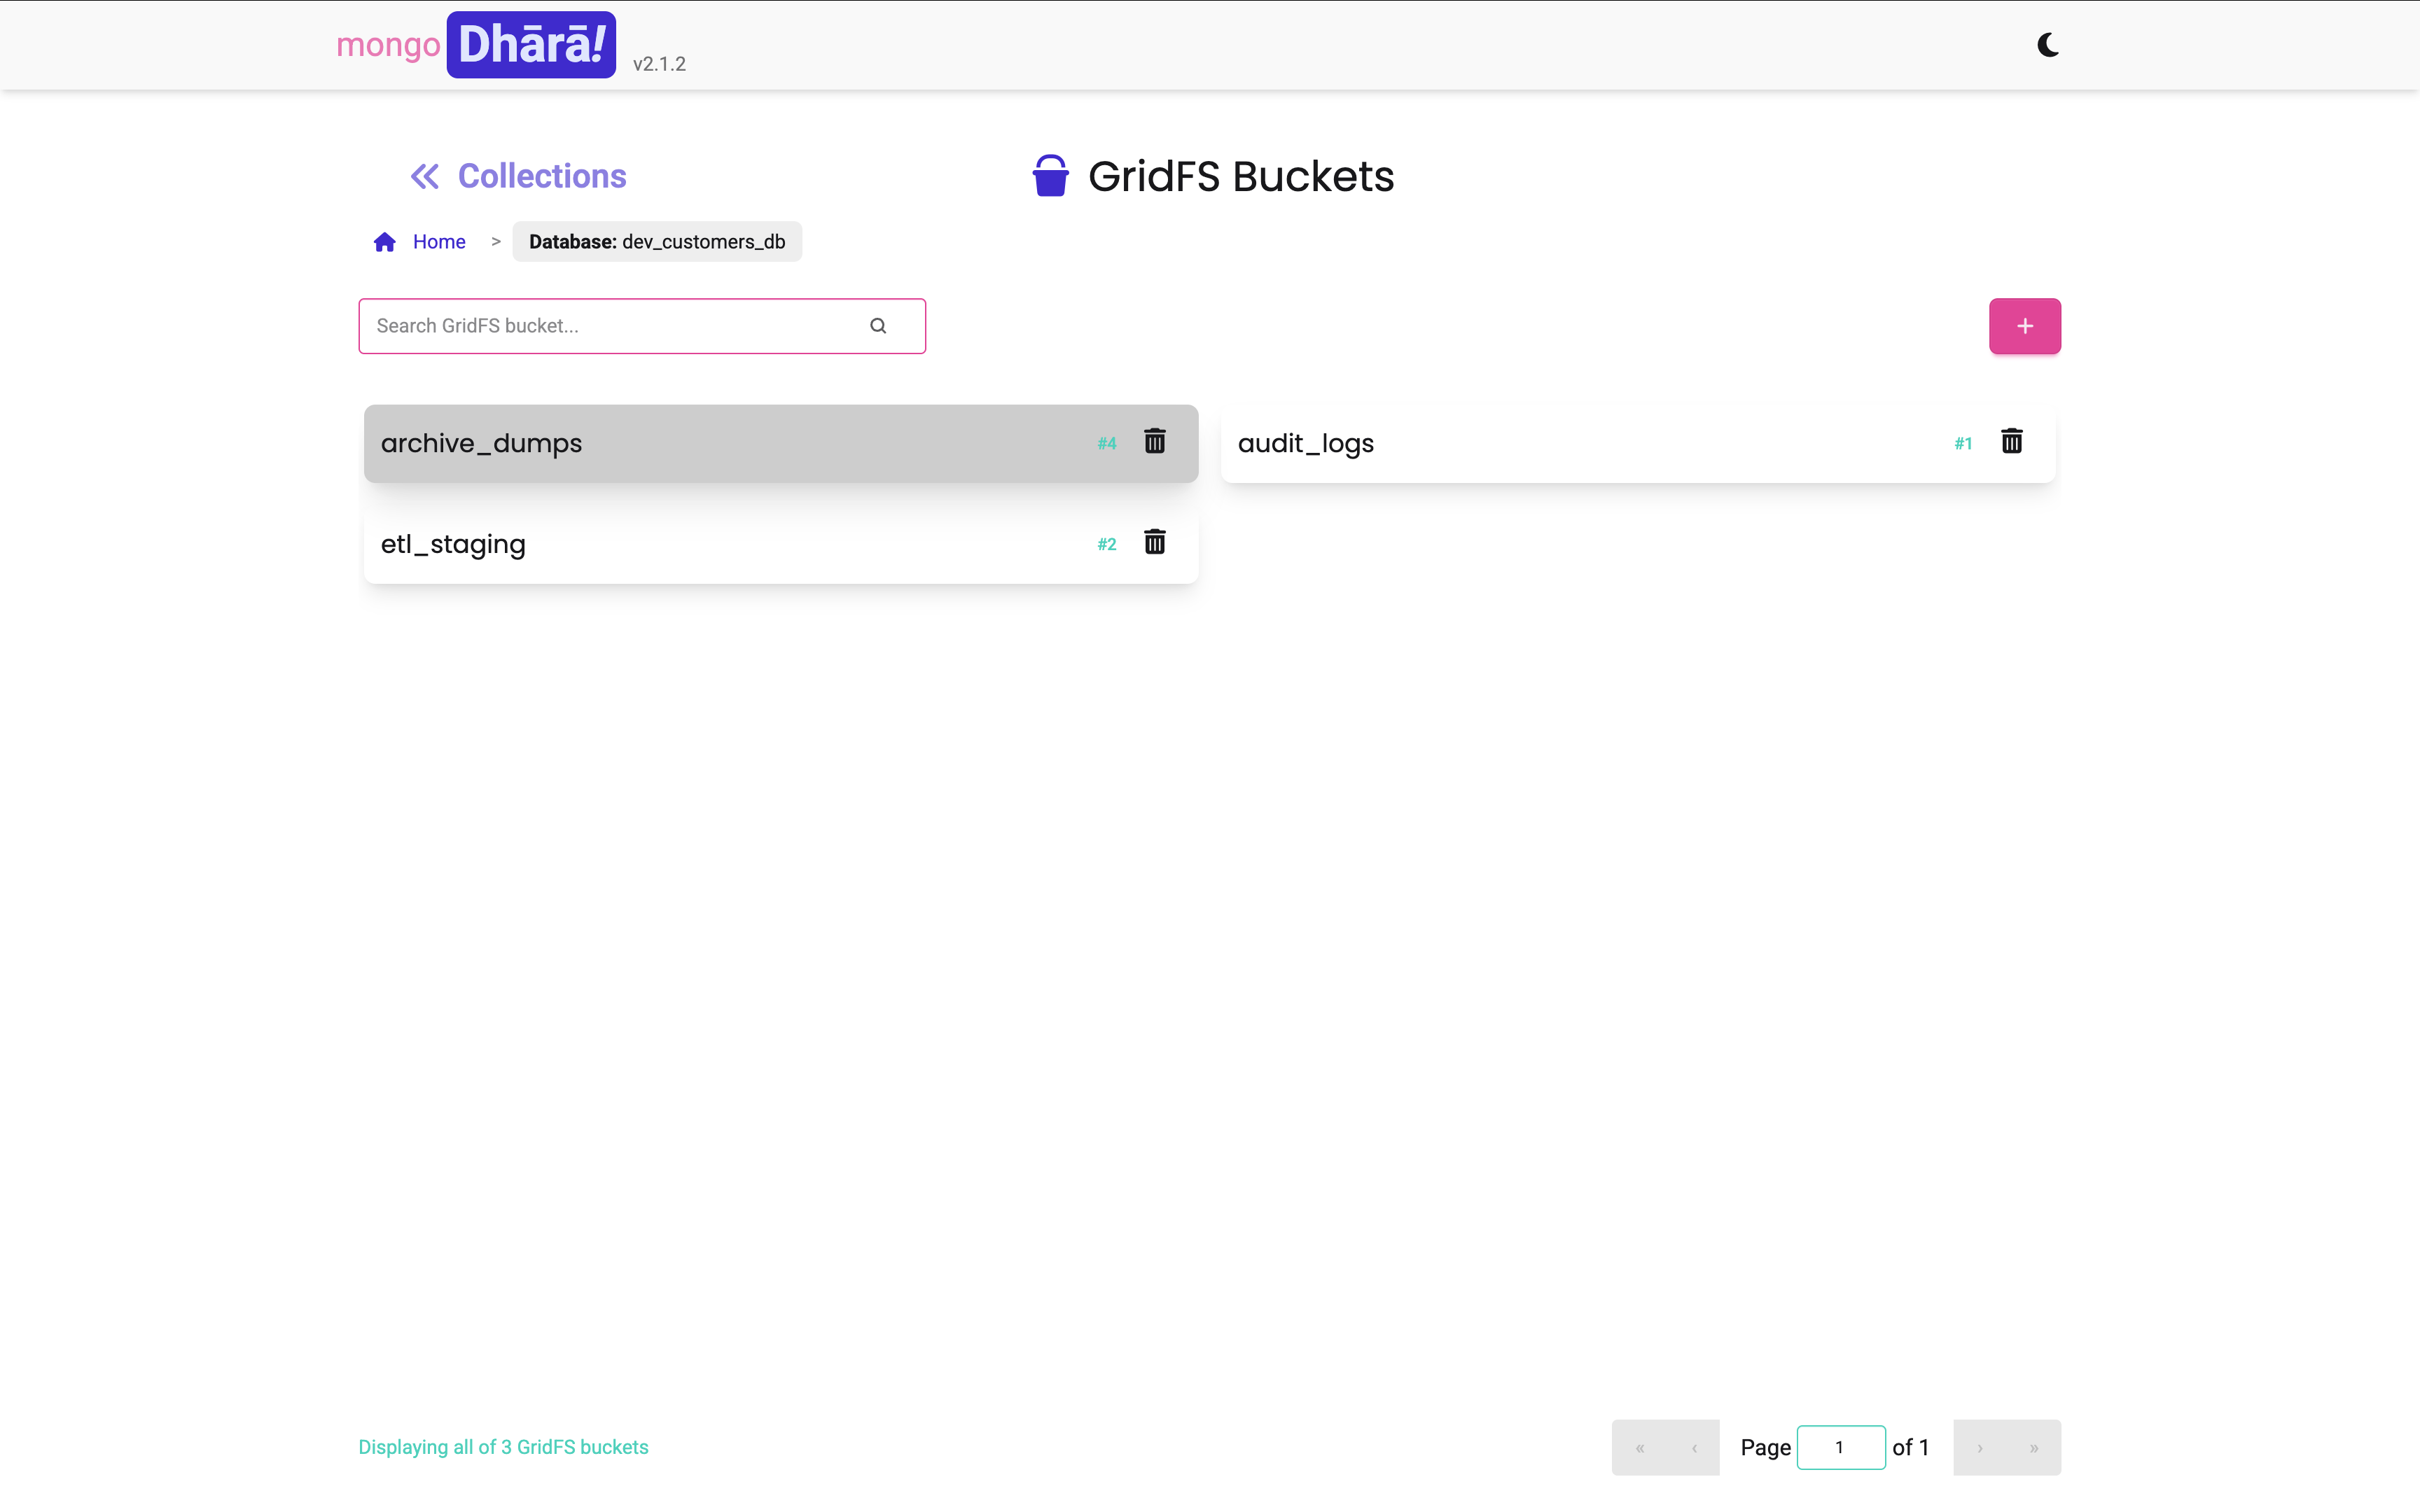 mongo Dhārā! v2.1.2
Collections
GridFS Buckets
Home > Database: dev_customers_db
Search GridFS bucket...
+
archive_dumps #4
audit_logs #1
etl_staging #2
Displaying all of 3 GridFS buckets
« ‹ Page 1 of 1 › »